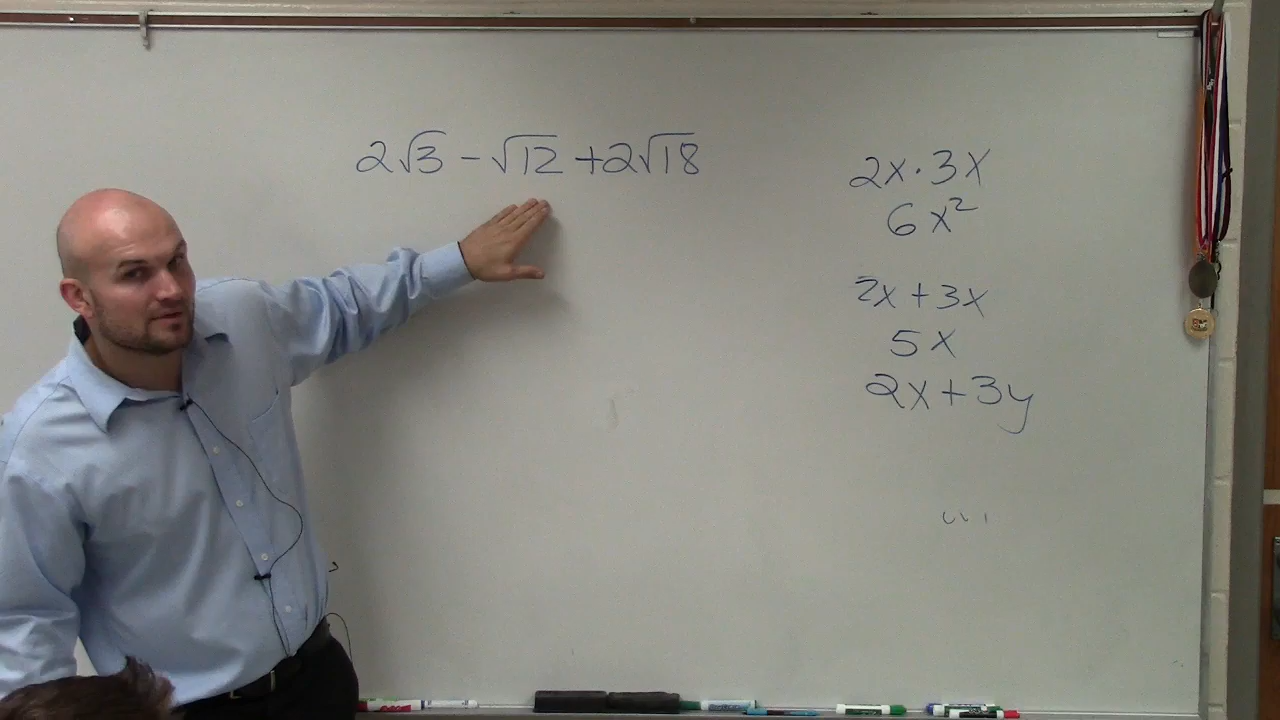 2√3 - √12 + 2√18
2x · 3x
6x²
2x + 3x
5x
2x + 3y